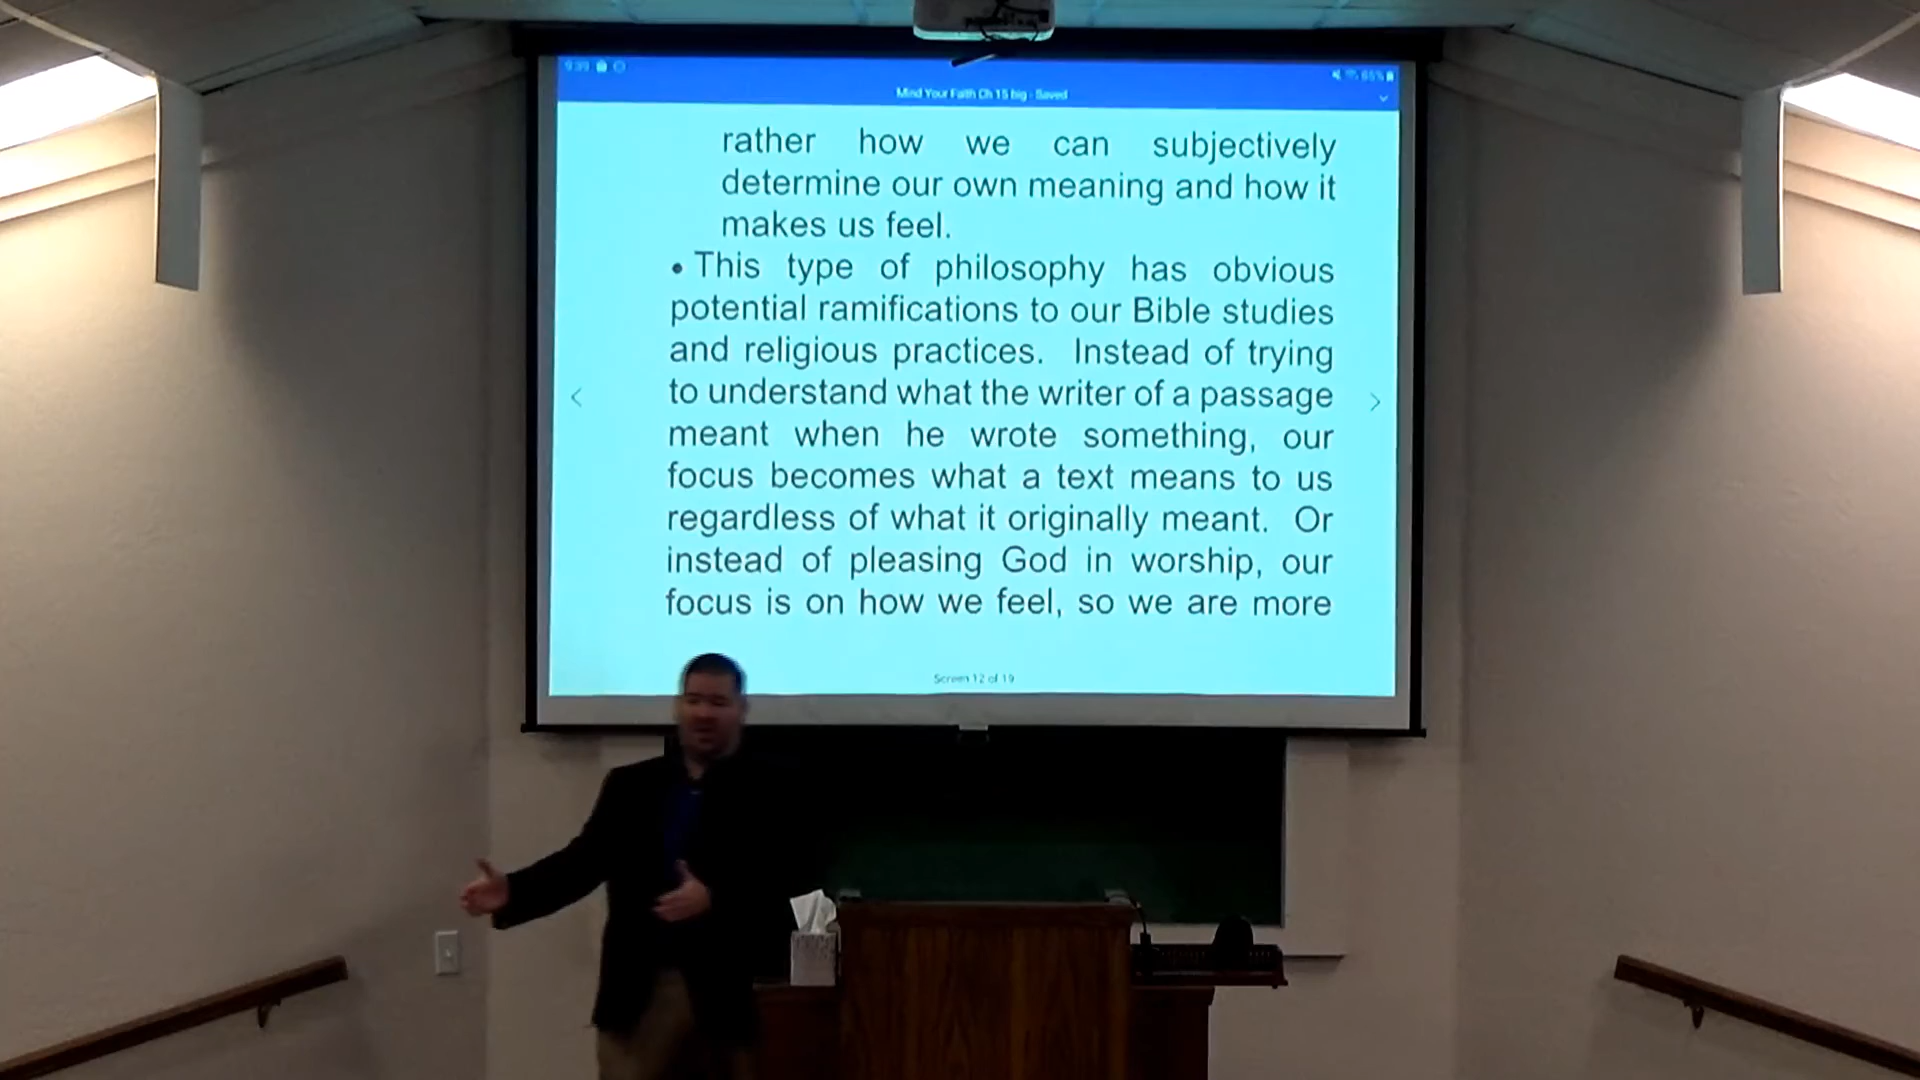 9:39
65%
Mind Your Faith Ch 15 big - Saved
rather how we can subjectively
determine our own meaning and how it
makes us feel.
• This type of philosophy has obvious
potential ramifications to our Bible studies
and religious practices. Instead of trying
to understand what the writer of a passage
meant when he wrote something, our
focus becomes what a text means to us
regardless of what it originally meant. Or
instead of pleasing God in worship, our
focus is on how we feel, so we are more
Screen 12 of 19